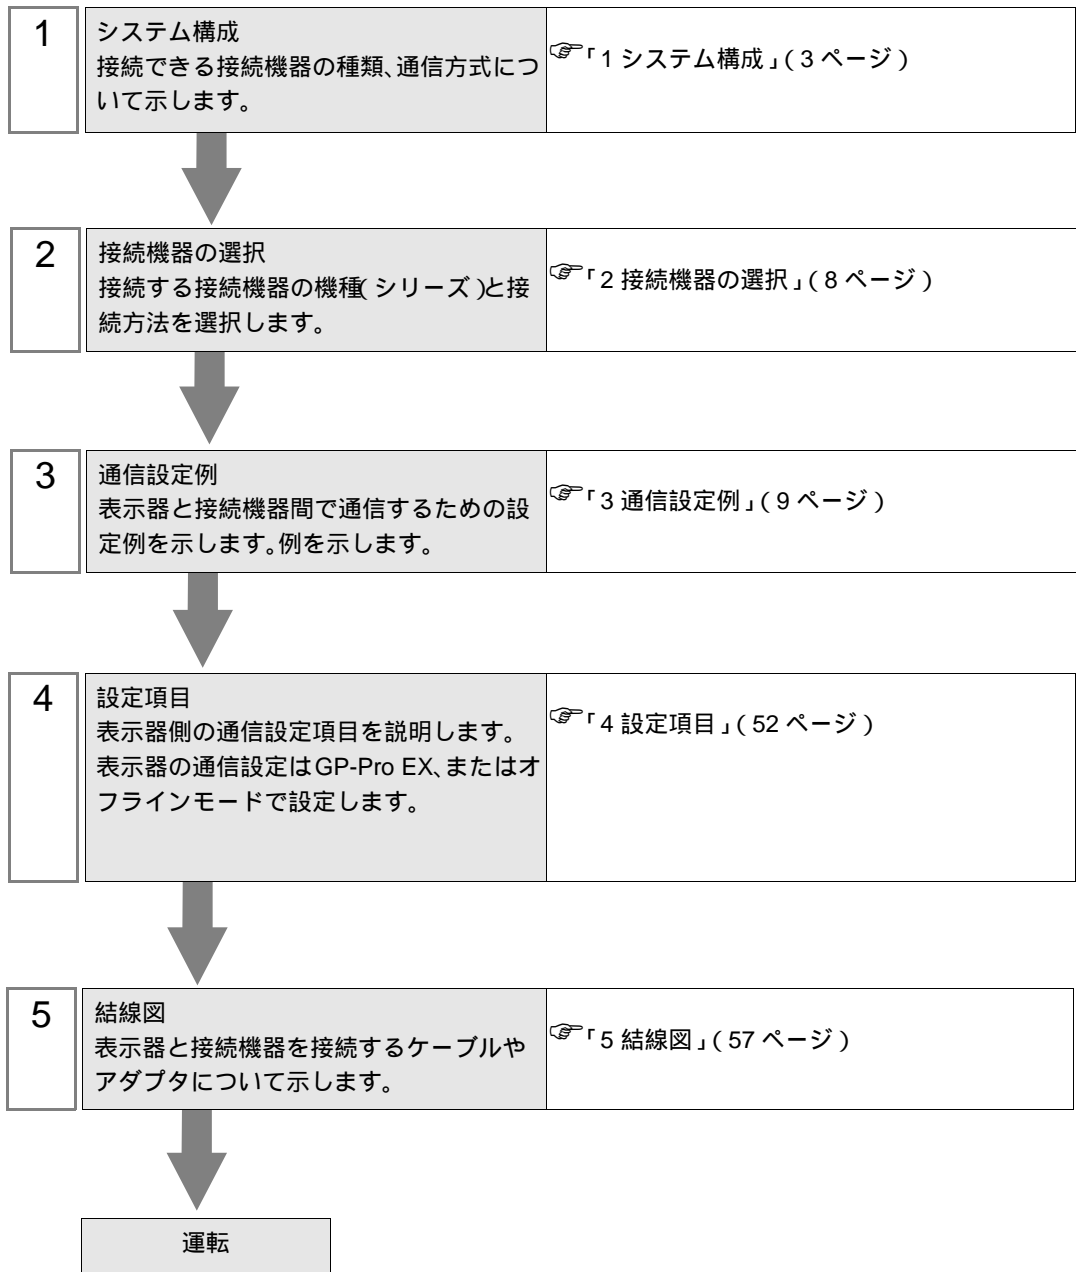 1
システム構成
接続できる接続機器の種類、通信方式につ
いて示します。
「1 システム構成」(3 ページ)
2
接続機器の選択
接続する接続機器の機種(シリーズ)と接
続方法を選択します。
「2 接続機器の選択」(8 ページ)
3
通信設定例
表示器と接続機器間で通信するための設
定例を示します。例を示します。
「3 通信設定例」(9 ページ)
4
設定項目
表示器側の通信設定項目を説明します。
表示器の通信設定はGP-Pro EX、またはオ
フラインモードで設定します。
「4 設定項目」(52 ページ)
5
結線図
表示器と接続機器を接続するケーブルや
アダプタについて示します。
「5 結線図」(57 ページ)
運転